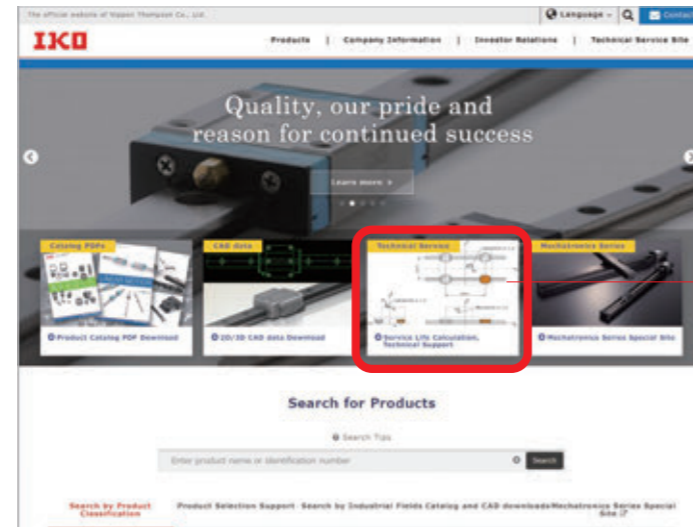 The official website of Nippon Thompson Co., Ltd.
Language
Contact
IKO
Products | Company Information | Investor Relations | Technical Service Site
Quality, our pride and
reason for continued success
Learn more >
Catalog PDFs
CAD data
Technical Service
Mechatronics Series
Product Catalog PDF Download
2D/3D CAD data Download
Service Life Calculation,
Technical Support
Mechatronics Series Special Site
Search for Products
Search Tips
Enter product name or identification number
Search
Search by Product
Classification
Product Selection Support
Search by Industrial Fields
Catalog and CAD downloads
Mechatronics Series Special
Site